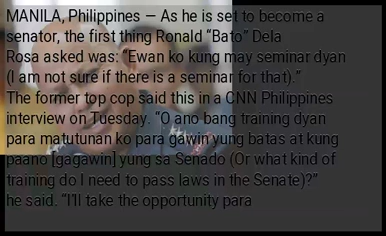 MANILA, Philippines — As he is set to become a
senator, the first thing Ronald “Bato” Dela
Rosa asked was: “Ewan ko kung may seminar dyan
(I am not sure if there is a seminar for that).”
The former top cop said this in a CNN Philippines
interview on Tuesday. “O ano bang training dyan
para matutunan ko para gawin yung batas at kung
paano [gagawin] yung sa Senado (Or what kind of
training do I need to pass laws in the Senate)?”
he said. “I’ll take the opportunity para